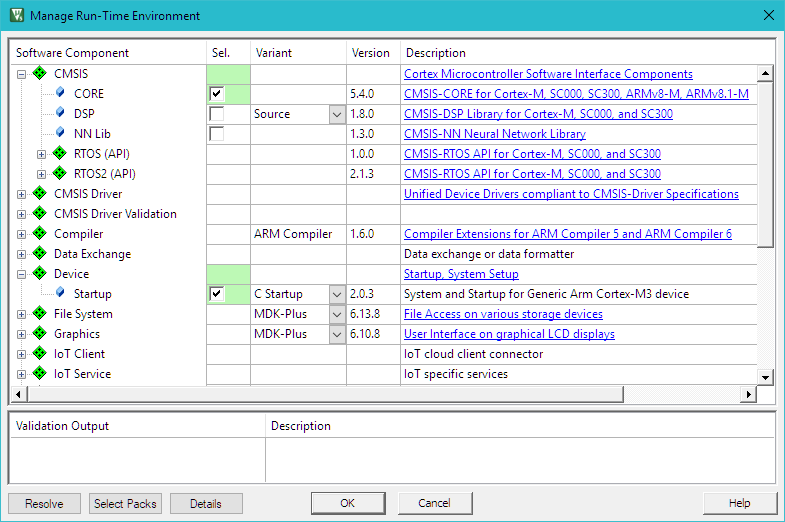 Manage Run-Time Environment
Software Component Sel. Variant Version Description
CMSIS Cortex Microcontroller Software Interface Components
CORE 5.4.0 CMSIS-CORE for Cortex-M, SC000, SC300, ARMv8-M, ARMv8.1-M
DSP Source 1.8.0 CMSIS-DSP Library for Cortex-M, SC000, and SC300
NN Lib 1.3.0 CMSIS-NN Neural Network Library
RTOS (API) 1.0.0 CMSIS-RTOS API for Cortex-M, SC000, and SC300
RTOS2 (API) 2.1.3 CMSIS-RTOS API for Cortex-M, SC000, and SC300
CMSIS Driver Unified Device Drivers compliant to CMSIS-Driver Specifications
CMSIS Driver Validation
Compiler ARM Compiler 1.6.0 Compiler Extensions for ARM Compiler 5 and ARM Compiler 6
Data Exchange Data exchange or data formatter
Device Startup, System Setup
Startup C Startup 2.0.3 System and Startup for Generic Arm Cortex-M3 device
File System MDK-Plus 6.13.8 File Access on various storage devices
Graphics MDK-Plus 6.10.8 User Interface on graphical LCD displays
IoT Client IoT cloud client connector
IoT Service IoT specific services
Validation Output Description
Resolve Select Packs Details OK Cancel Help